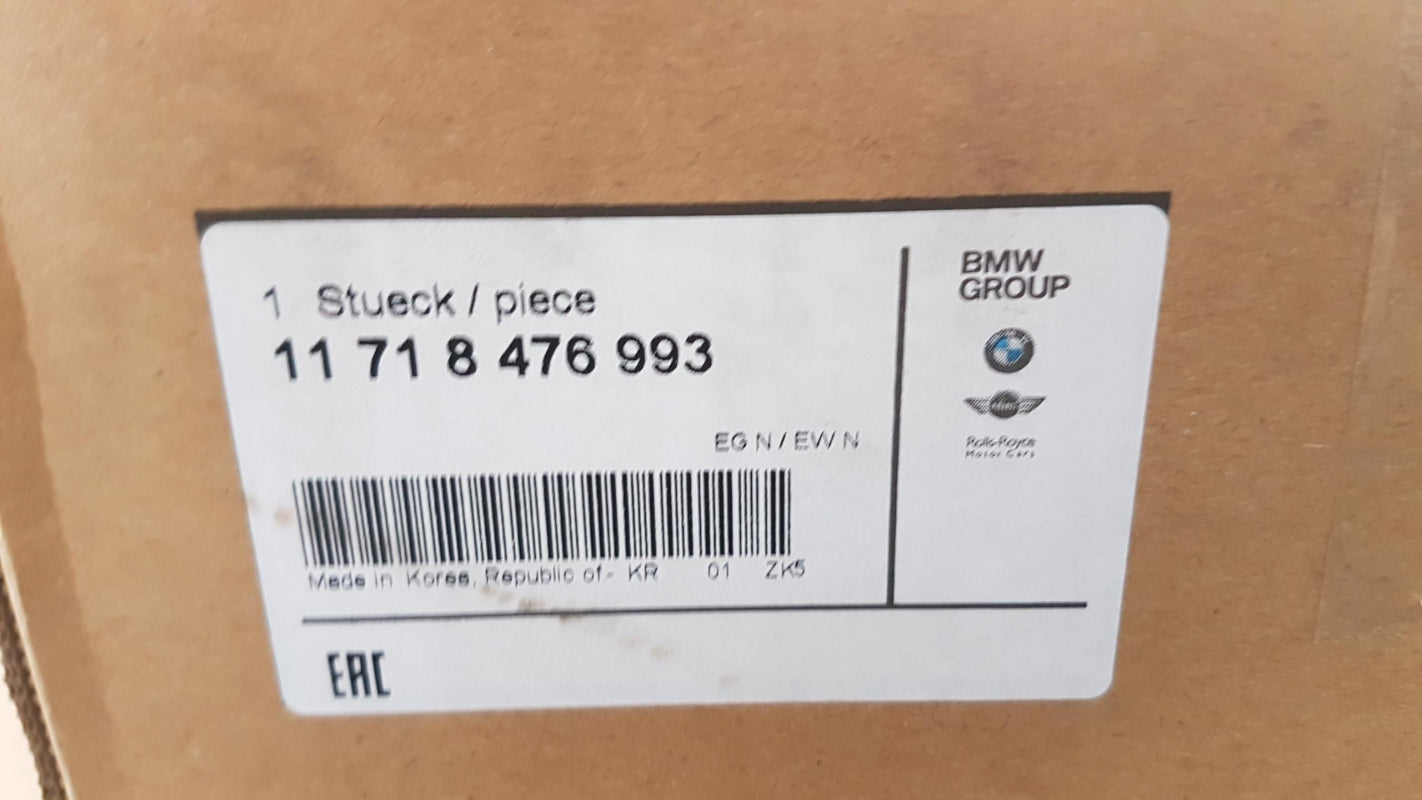 1 Stueck / piece
11 71 8 476 993
EG N / EW N
Made in Korea, Republic of - KR 01 ZK5
EAC
BMW
GROUP
MINI
Rolls-Royce
Motor Cars